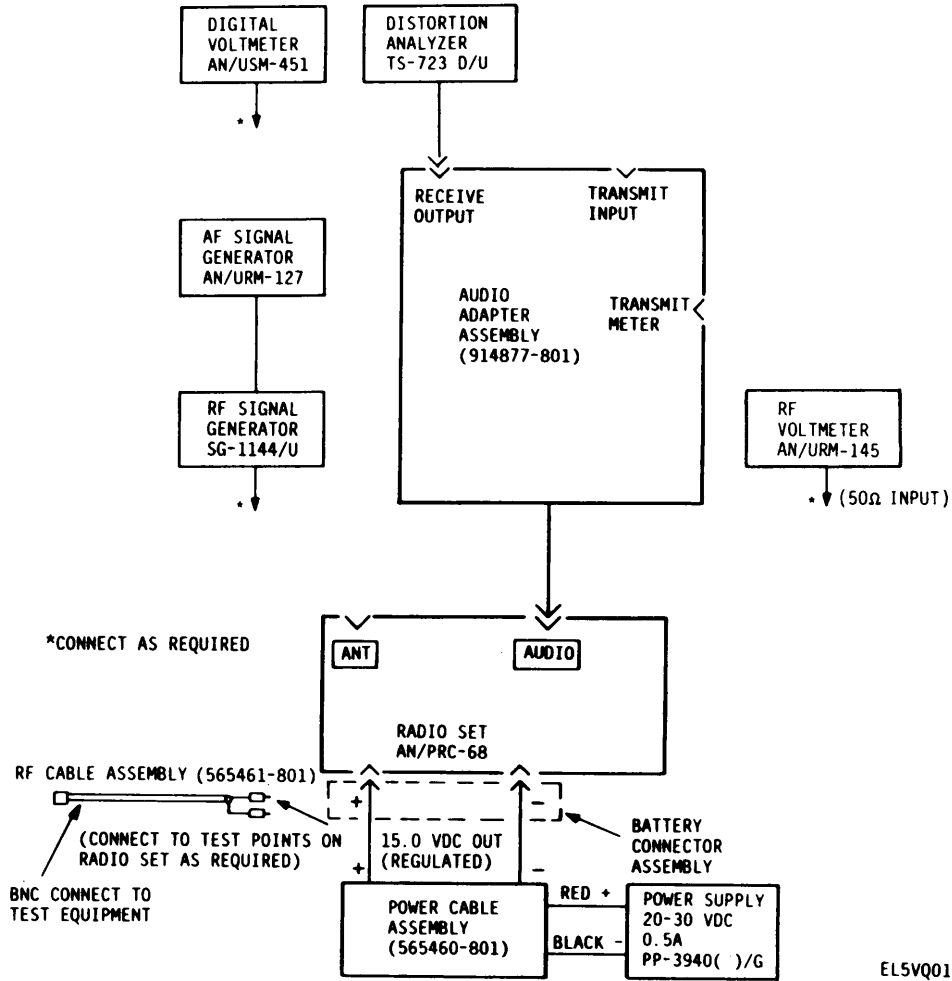 DIGITAL
VOLTMETER
AN/USM-451
*
DISTORTION
ANALYZER
TS-723 D/U
RECEIVE
OUTPUT
TRANSMIT
INPUT
AF SIGNAL
GENERATOR
AN/URM-127
AUDIO
ADAPTER
ASSEMBLY
(914877-801)
TRANSMIT
METER
RF SIGNAL
GENERATOR
SG-1144/U
*
RF
VOLTMETER
AN/URM-145
* (50Ω INPUT)
*CONNECT AS REQUIRED
ANT
AUDIO
RADIO SET
AN/PRC-68
RF CABLE ASSEMBLY (565461-801)
+
-
(CONNECT TO TEST POINTS ON
RADIO SET AS REQUIRED)
15.0 VDC OUT
(REGULATED)
+
-
BATTERY
CONNECTOR
ASSEMBLY
BNC CONNECT TO
TEST EQUIPMENT
POWER CABLE
ASSEMBLY
(565460-801)
RED +
BLACK -
POWER SUPPLY
20-30 VDC
0.5A
PP-3940( )/G
EL5VQ01